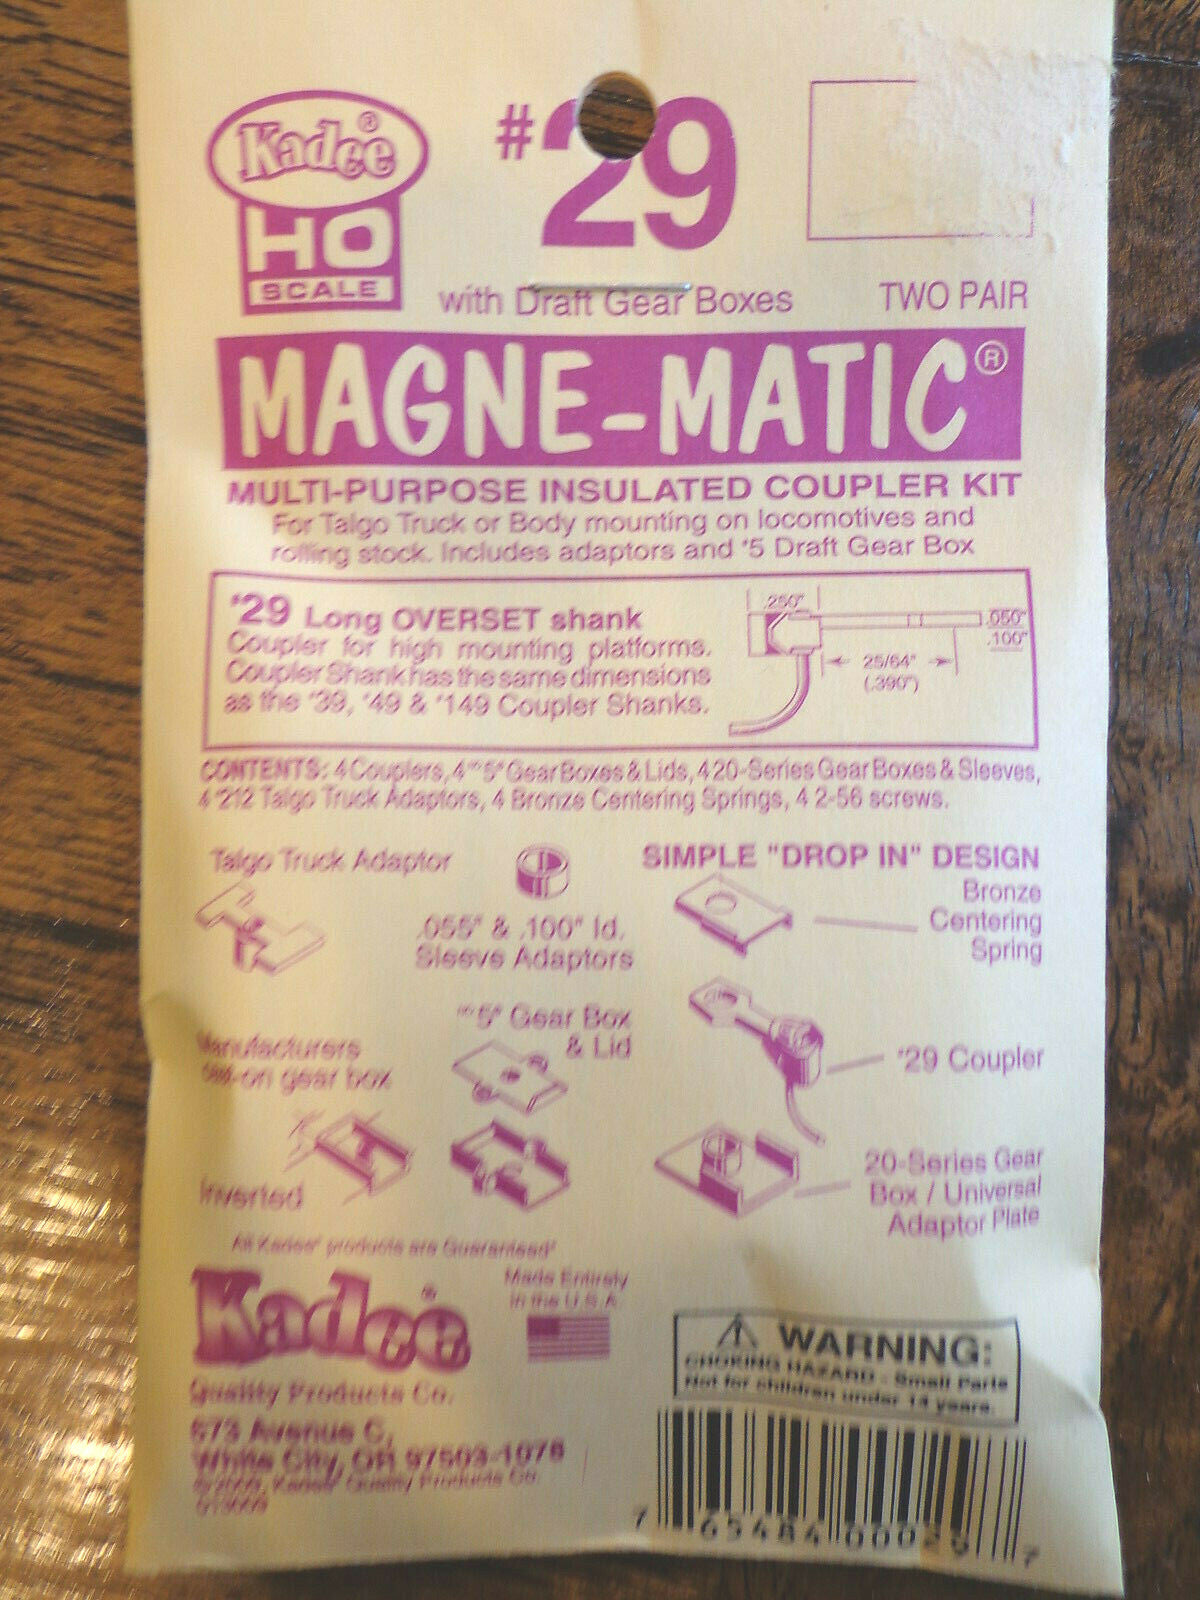 Kadee®
HO
SCALE
#29
with Draft Gear Boxes
TWO PAIR
MAGNE-MATIC®
MULTI-PURPOSE INSULATED COUPLER KIT
For Talgo Truck or Body mounting on locomotives and
rolling stock. Includes adaptors and #5 Draft Gear Box
#29 Long OVERSET shank
Coupler for high mounting platforms.
Coupler Shank has the same dimensions
as the #39, #49 & #149 Coupler Shanks.
.250"
.050"
.100"
25/64"
(.390")
CONTENTS: 4 Couplers, 4 "5" Gear Boxes & Lids, 4 20-Series Gear Boxes & Sleeves,
4 #212 Talgo Truck Adaptors, 4 Bronze Centering Springs, 4 2-56 screws.
Talgo Truck Adaptor
.055" & .100" Id.
Sleeve Adaptors
SIMPLE "DROP IN" DESIGN
Bronze
Centering
Spring
5" Gear Box
& Lid
Manufacturers
cast-on gear box
Inverted
#29 Coupler
20-Series Gear
Box / Universal
Adaptor Plate
All Kadee® products are Guaranteed
Kadee®
Made Entirely
in the U.S.A.
Quality Products Co.
673 Avenue C,
White City, OR 97503-1078
Kadee® Quality Products Co.
WARNING:
CHOKING HAZARD - Small Parts
Not for children under 14 years.
7 65484 00029 7